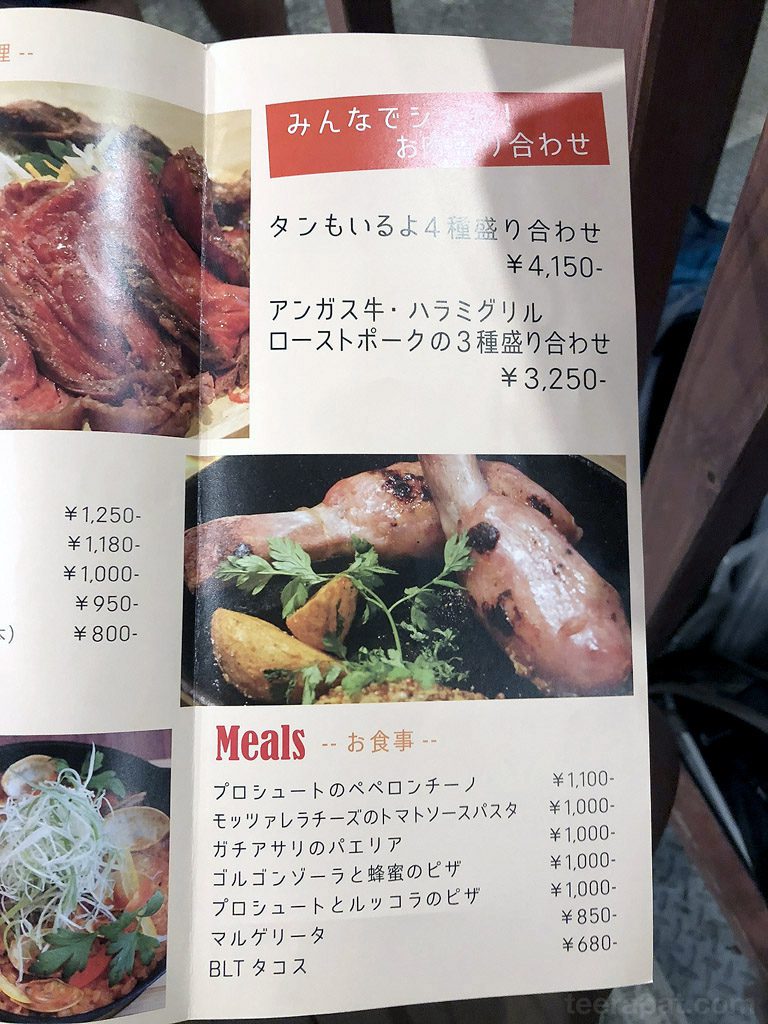 理 --
みんなでシ
お り合わせ
タンもいるよ4種盛り合わせ
￥4,150-
アンガス牛・ハラミグリル
ローストポークの3種盛り合わせ
￥3,250-
￥1,250-
￥1,180-
￥1,000-
￥950-
本) ￥800-
Meals -- お食事 --
プロシュートのペペロンチーノ ￥1,100-
モッツァレラチーズのトマトソースパスタ ￥1,000-
ガチアサリのパエリア ￥1,000-
ゴルゴンゾーラと蜂蜜のピザ ￥1,000-
プロシュートとルッコラのピザ ￥1,000-
マルゲリータ ￥850-
BLTタコス ￥680-
teerapat.com